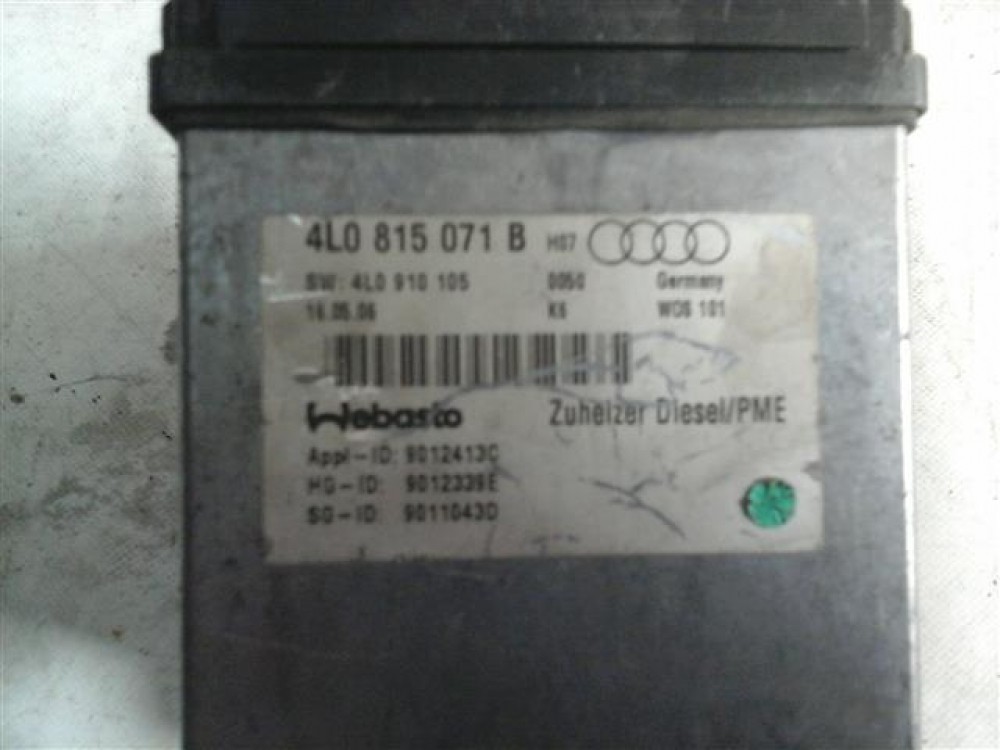 4L0 815 071 B H07
SW: 4L0 910 105 0050 Germany
16.05.06 K6 WOS 101
Webasto Zuheizer Diesel/PME
Appl-ID: 9012413C
HG-ID: 9012339E
SG-ID: 9011043D